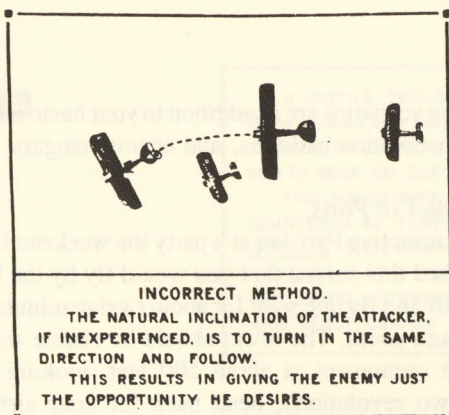 INCORRECT METHOD.
THE NATURAL INCLINATION OF THE ATTACKER,
IF INEXPERIENCED, IS TO TURN IN THE SAME
DIRECTION AND FOLLOW.
THIS RESULTS IN GIVING THE ENEMY JUST
THE OPPORTUNITY HE DESIRES.